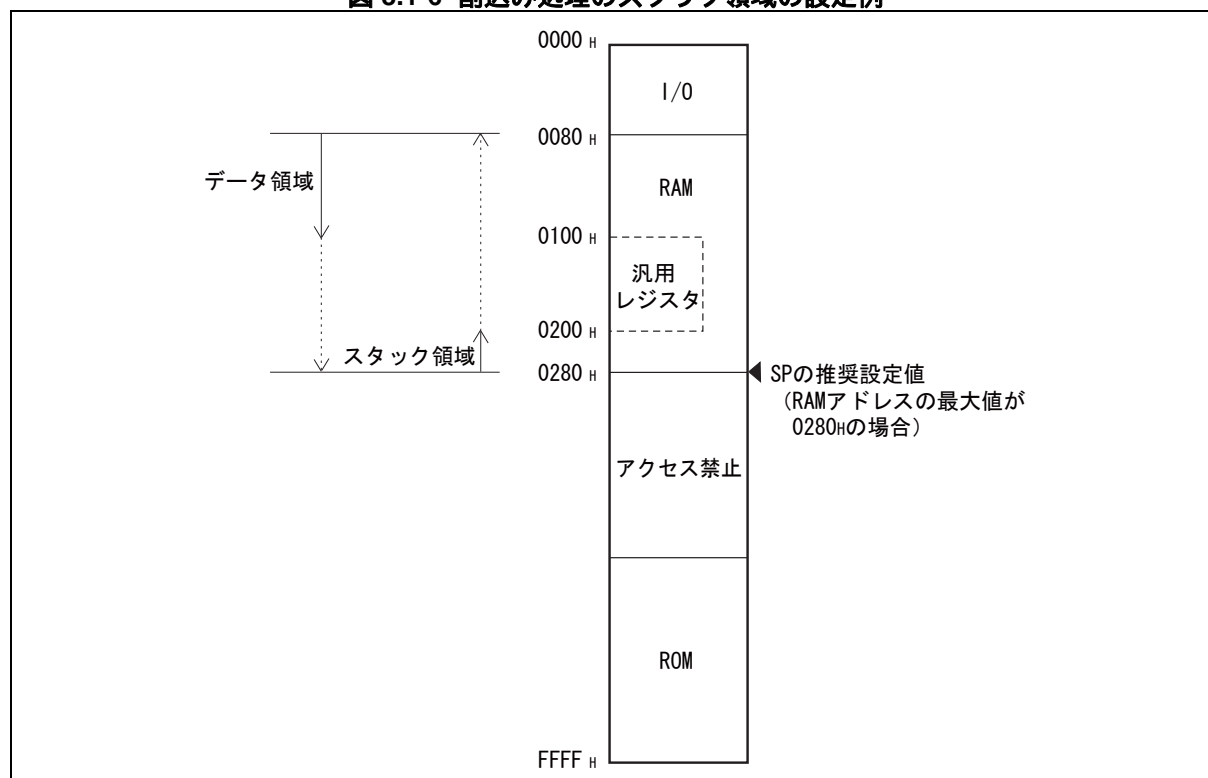 0000 H
I/O
0080 H
データ領域
RAM
0100 H
汎用
レジスタ
0200 H
スタック領域
0280 H
SPの推奨設定値
(RAMアドレスの最大値が
0280Hの場合)
アクセス禁止
ROM
FFFF H